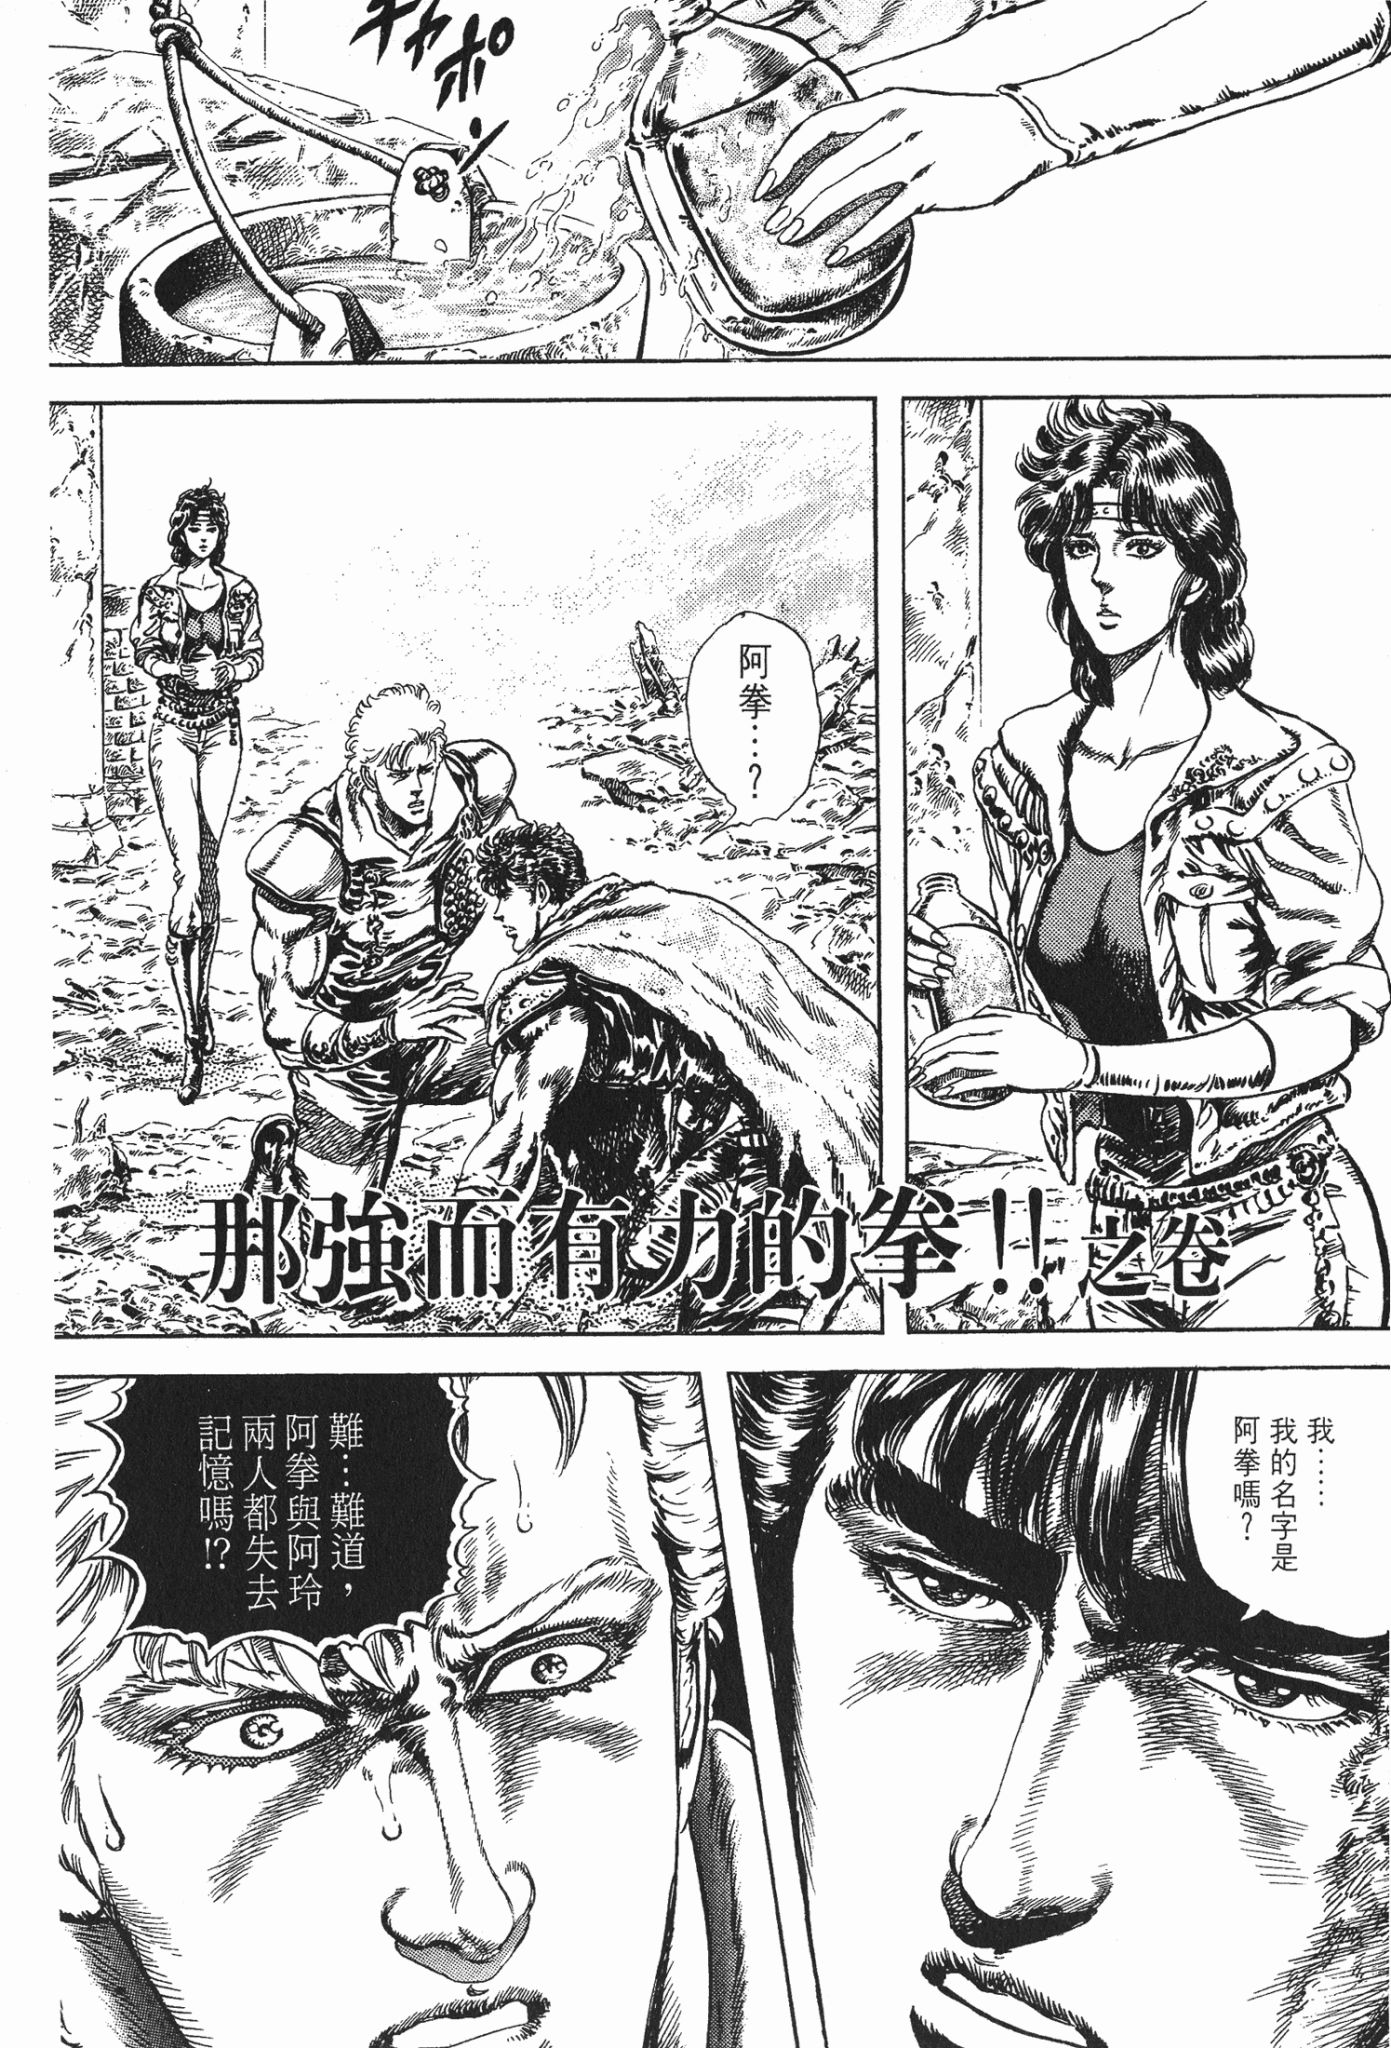 チャポ
阿拳…？
那強而有力的拳!!之卷
我……
我的名字是
阿拳嗎？
難…難道，
阿拳與阿玲
兩人都失去
記憶嗎!?